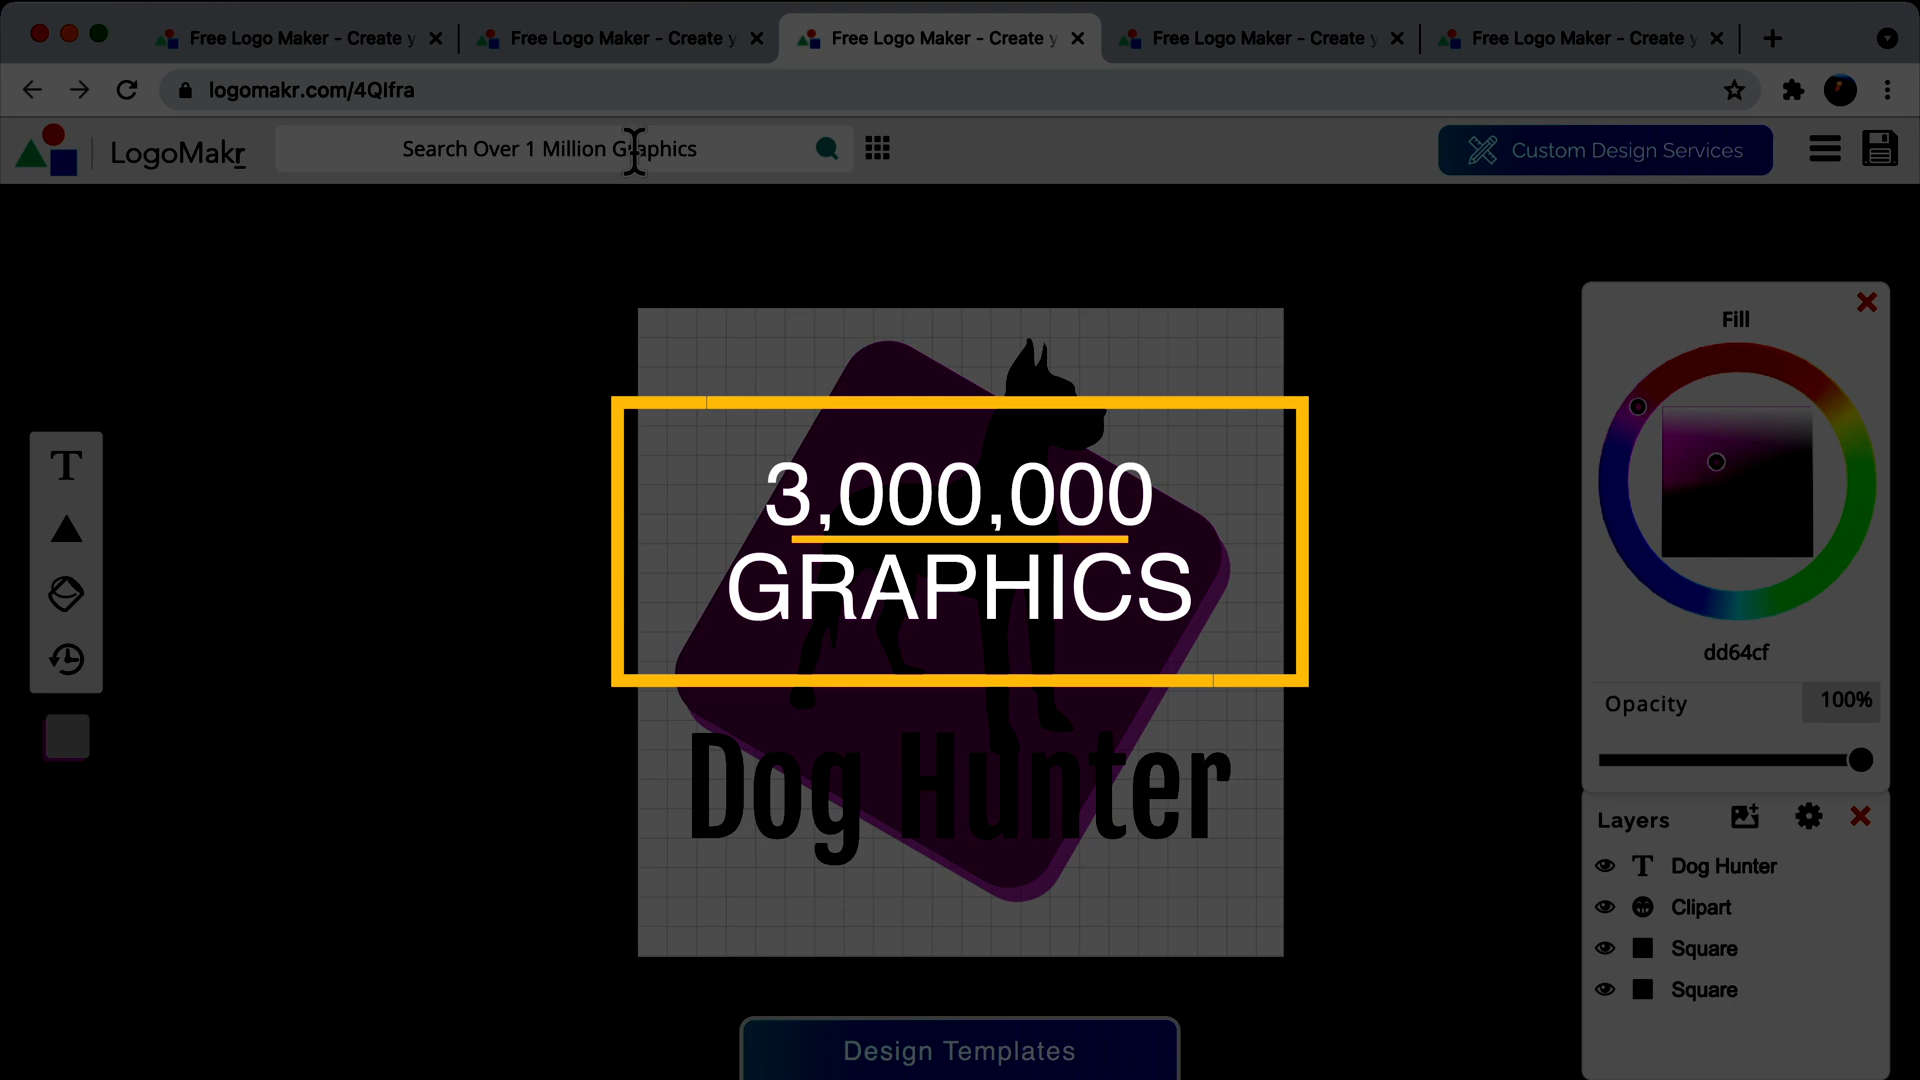 Free Logo Maker - Create y
Free Logo Maker - Create y
Free Logo Maker - Create y
Free Logo Maker - Create y
Free Logo Maker - Create y
logomakr.com/4QIfra
LogoMakr
Search Over 1 Million Graphics
Custom Design Services
3,000,000
GRAPHICS
Dog Hunter
Design Templates
T
Fill
dd64cf
Opacity 100%
Layers
T Dog Hunter
Clipart
Square
Square